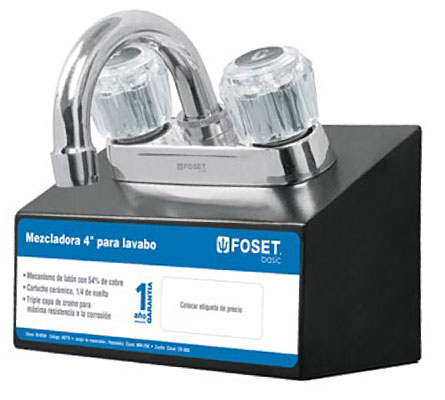 FOSET
Mezcladora 4" para lavabo
FOSET
basic
• Mecanismo de latón con 54% de cobre
• Cartucho cerámico, 1/4 de vuelta
• Triple capa de cromo para
máxima resistencia a la corrosión
1
año
GARANTIA
Colocar etiqueta de precio